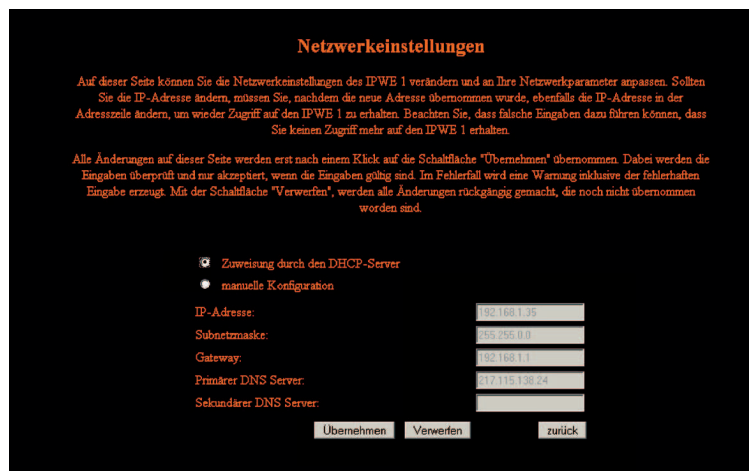 Netzwerkeinstellungen
Auf dieser Seite können Sie die Netzwerkeinstellungen des IPWE 1 verändern und an Ihre Netzwerkparameter anpassen. Sollten
Sie die IP-Adresse ändern, müssen Sie, nachdem die neue Adresse übernommen wurde, ebenfalls die IP-Adresse in der
Adresszeile ändern, um wieder Zugriff auf den IPWE 1 zu erhalten. Beachten Sie, dass falsche Eingaben dazu führen können, dass
Sie keinen Zugriff mehr auf den IPWE 1 erhalten.
Alle Änderungen auf dieser Seite werden erst nach einem Klick auf die Schaltfläche "Übernehmen" übernommen. Dabei werden die
Eingaben überprüft und nur akzeptiert, wenn die Eingaben gültig sind. Im Fehlerfall wird eine Warnung inklusive der fehlerhaften
Eingabe erzeugt. Mit der Schaltfläche "Verwerfen", werden alle Änderungen rückgängig gemacht, die noch nicht übernommen
worden sind.
Zuweisung durch den DHCP-Server
manuelle Konfiguration
IP-Adresse: 192.168.1.35
Subnetzmaske: 255.255.0.0
Gateway: 192.168.1.1
Primärer DNS Server: 217.115.138.24
Sekundärer DNS Server:
Übernehmen Verwerfen zurück